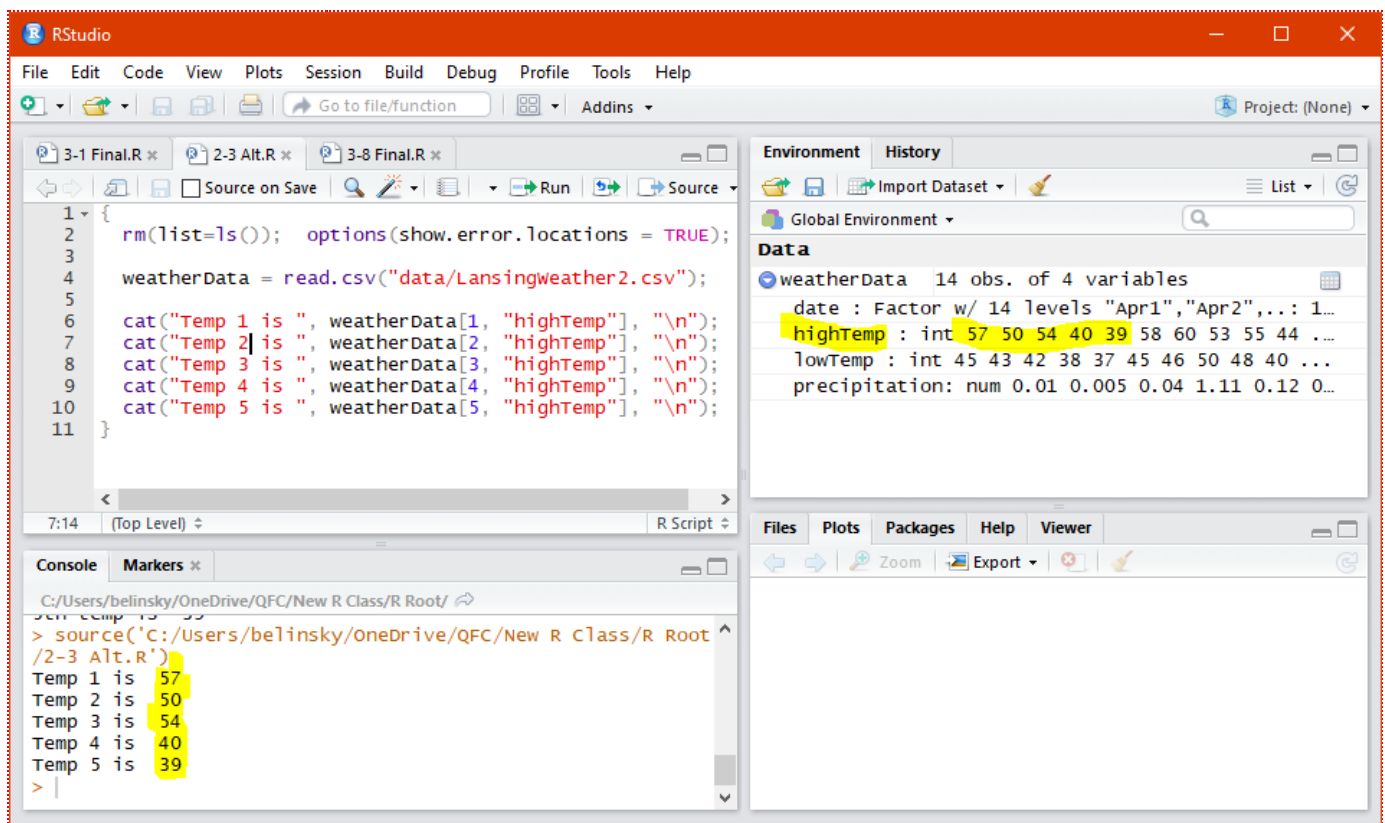 RStudio
File Edit Code View Plots Session Build Debug Profile Tools Help
Go to file/function Addins Project: (None)
3-1 Final.R 2-3 Alt.R 3-8 Final.R
Source on Save Run Source
1 {
2 rm(list=ls()); options(show.error.locations = TRUE);
3
4 weatherData = read.csv("data/LansingWeather2.csv");
5
6 cat("Temp 1 is ", weatherData[1, "highTemp"], "\n");
7 cat("Temp 2 is ", weatherData[2, "highTemp"], "\n");
8 cat("Temp 3 is ", weatherData[3, "highTemp"], "\n");
9 cat("Temp 4 is ", weatherData[4, "highTemp"], "\n");
10 cat("Temp 5 is ", weatherData[5, "highTemp"], "\n");
11 }
7:14 (Top Level) R Script
Console Markers
C:/Users/belinsky/OneDrive/QFC/New R Class/R Root/
> source('C:/Users/belinsky/OneDrive/QFC/New R Class/R Root
/2-3 Alt.R')
Temp 1 is  57
Temp 2 is  50
Temp 3 is  54
Temp 4 is  40
Temp 5 is  39
>
Environment History
Import Dataset List
Global Environment
Data
weatherData 14 obs. of 4 variables
date : Factor w/ 14 levels "Apr1","Apr2",..: 1…
highTemp : int 57 50 54 40 39 58 60 53 55 44 .…
lowTemp : int 45 43 42 38 37 45 46 50 48 40 ...
precipitation: num 0.01 0.005 0.04 1.11 0.12 0…
Files Plots Packages Help Viewer
Zoom Export